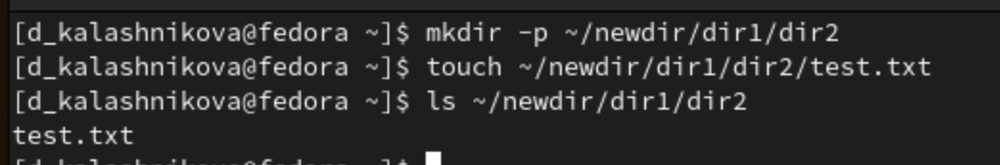 [d_kalashnikova@fedora ~]$ mkdir -p ~/newdir/dir1/dir2
[d_kalashnikova@fedora ~]$ touch ~/newdir/dir1/dir2/test.txt
[d_kalashnikova@fedora ~]$ ls ~/newdir/dir1/dir2
test.txt
[d_kalashnikova@fedora ~]$